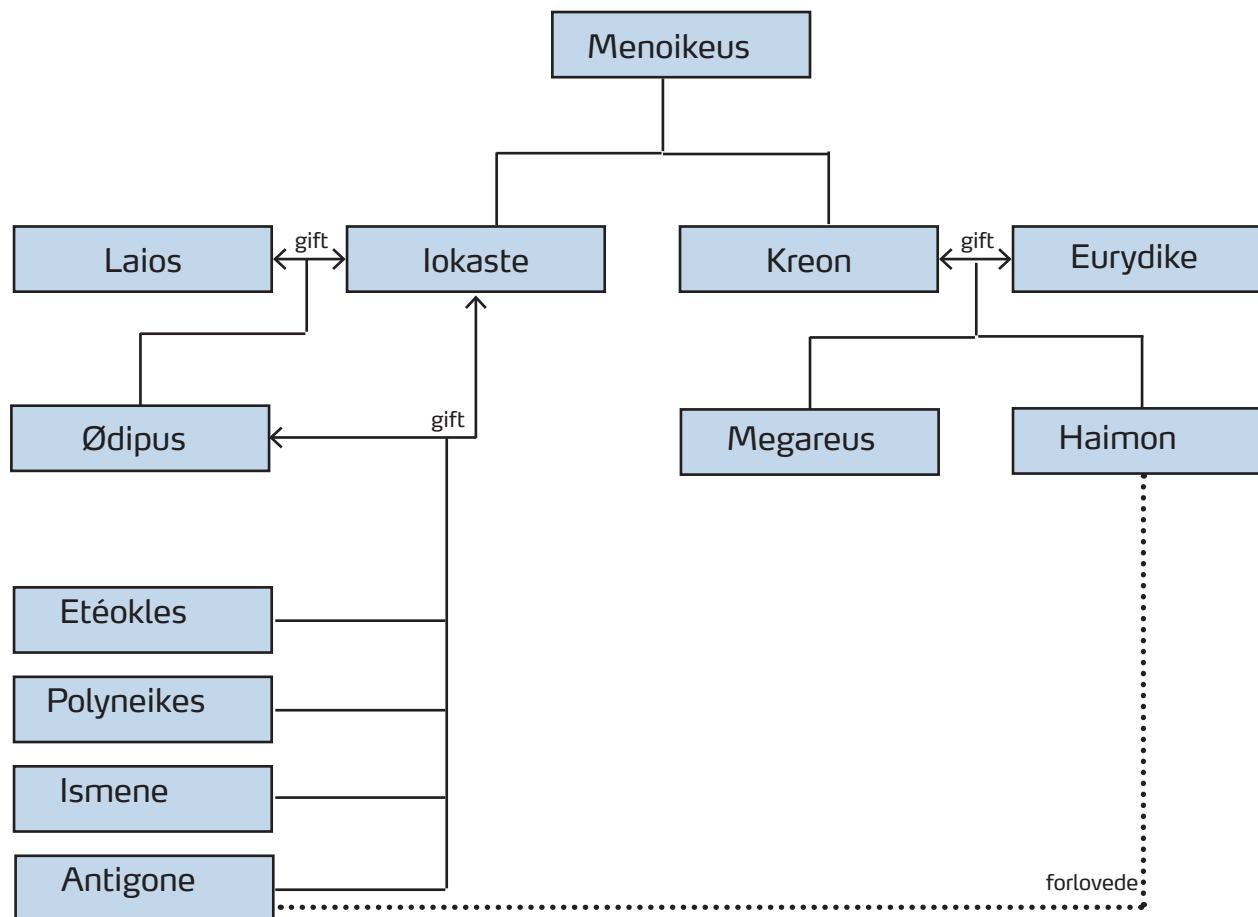 Menoikeus
Laios
gift
Iokaste
Kreon
gift
Eurydike
Ødipus
gift
Megareus
Haimon
Etéokles
Polyneikes
Ismene
Antigone
forlovede